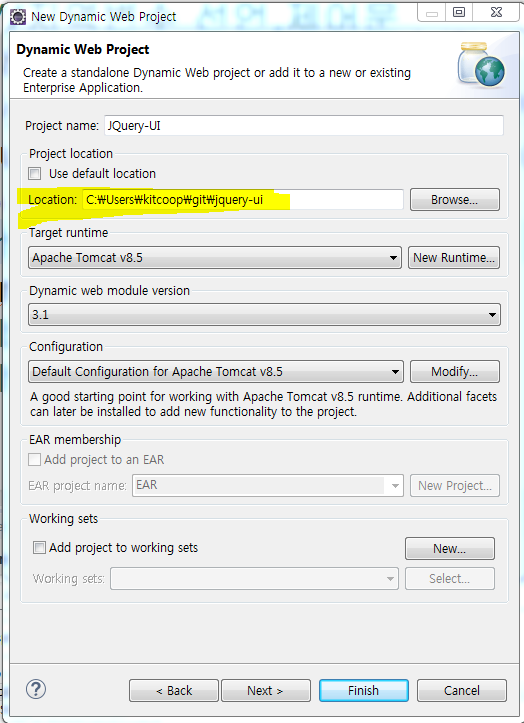 New Dynamic Web Project
Dynamic Web Project
Create a standalone Dynamic Web project or add it to a new or existing
Enterprise Application.
Project name: JQuery-UI
Project location
Use default location
Location: C:₩Users₩kitcoop₩git₩jquery-ui Browse...
Target runtime
Apache Tomcat v8.5 New Runtime...
Dynamic web module version
3.1
Configuration
Default Configuration for Apache Tomcat v8.5 Modify...
A good starting point for working with Apache Tomcat v8.5 runtime. Additional facets
can later be installed to add new functionality to the project.
EAR membership
Add project to an EAR
EAR project name: EAR New Project...
Working sets
Add project to working sets New...
Working sets: Select...
? < Back Next > Finish Cancel